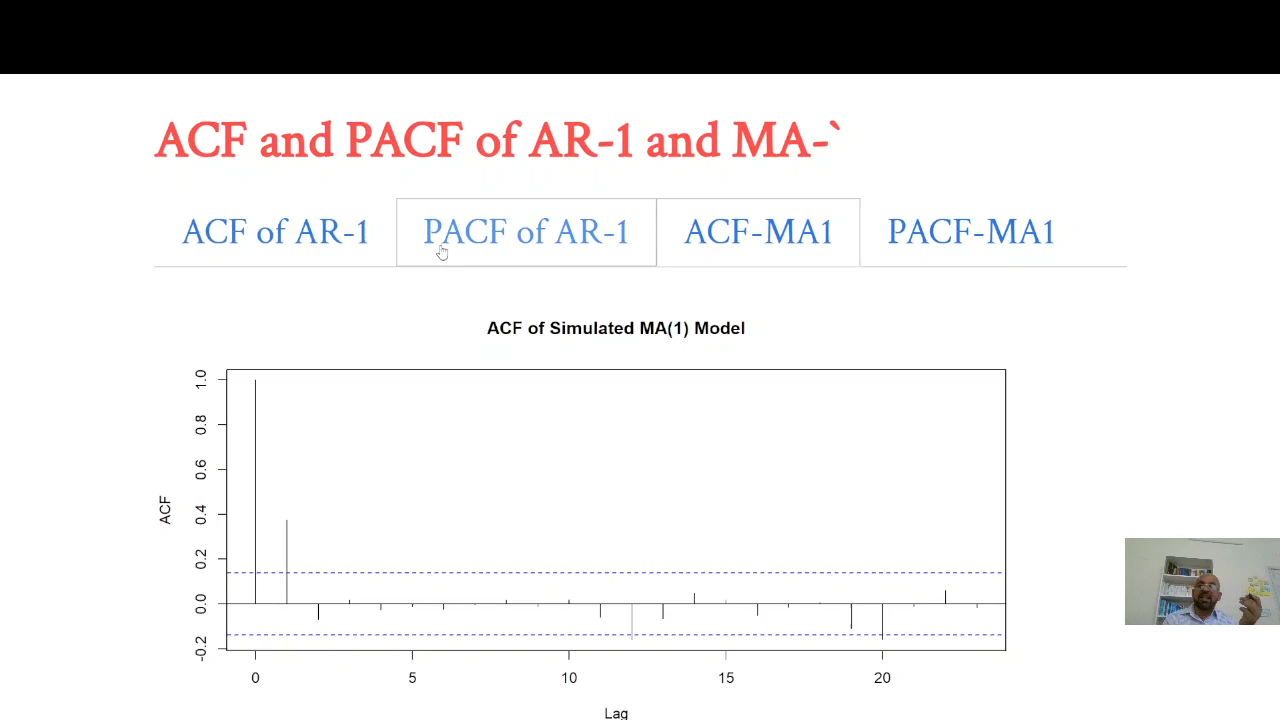 ACF and PACF of AR-1 and MA-`
ACF of AR-1 PACF of AR-1 ACF-MA1 PACF-MA1
ACF of Simulated MA(1) Model
ACF
1.0
0.8
0.6
0.4
0.2
0.0
-0.2
0 5 10 15 20
Lag